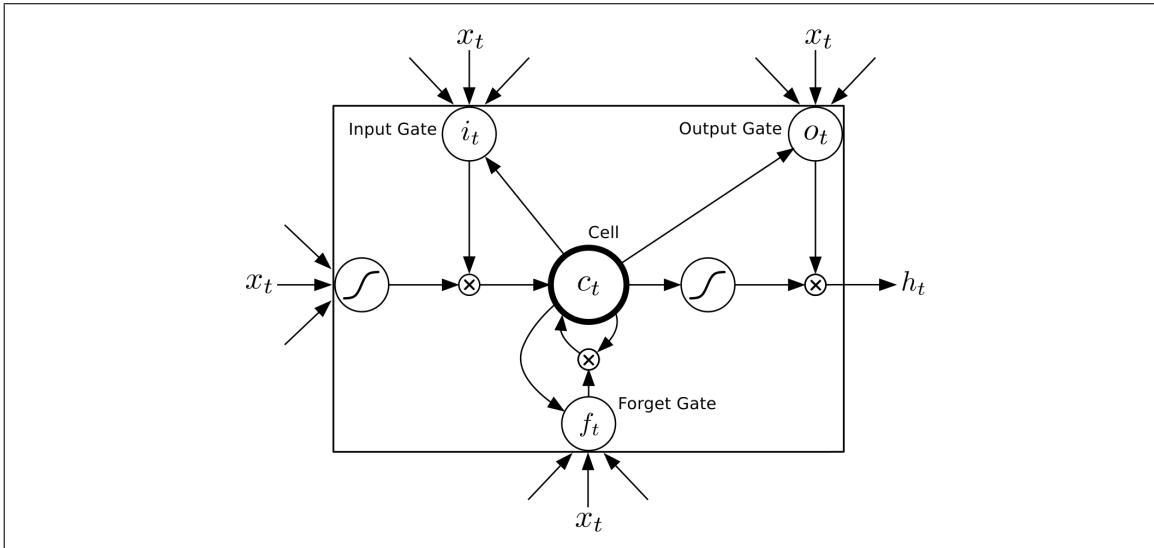 x_t x_t
Input Gate i_t Output Gate o_t
Cell
x_t c_t h_t
Forget Gate
f_t
x_t